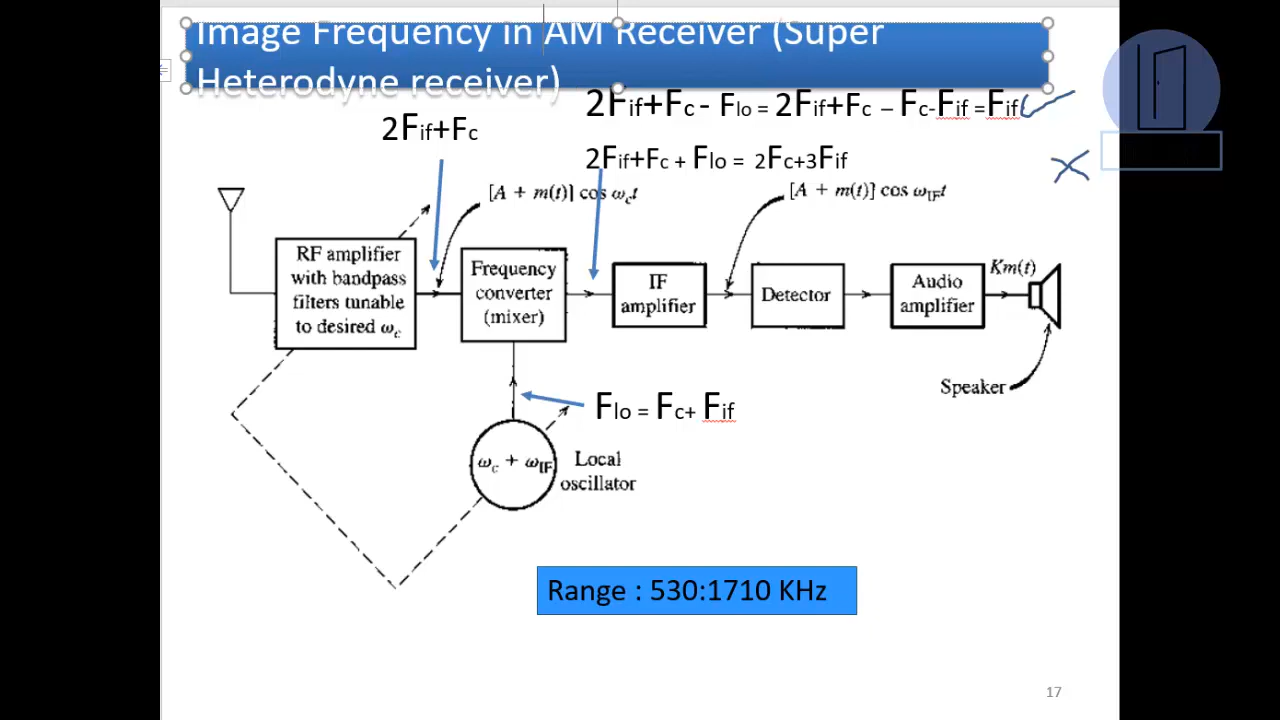 Image Frequency in AM Receiver (Super
Heterodyne receiver)
2Fif+Fc - Flo = 2Fif+Fc – Fc-Fif =Fif
2Fif+Fc
2Fif+Fc + Flo = 2Fc+3Fif
[A + m(t)] cos ωct
[A + m(t)] cos ωIFt
RF amplifier
with bandpass
filters tunable
to desired ωc
Frequency
converter
(mixer)
IF
amplifier
Detector
Audio
amplifier
Km(t)
Speaker
Flo = Fc+ Fif
ωc + ωIF
Local
oscillator
Range : 530:1710 KHz
17